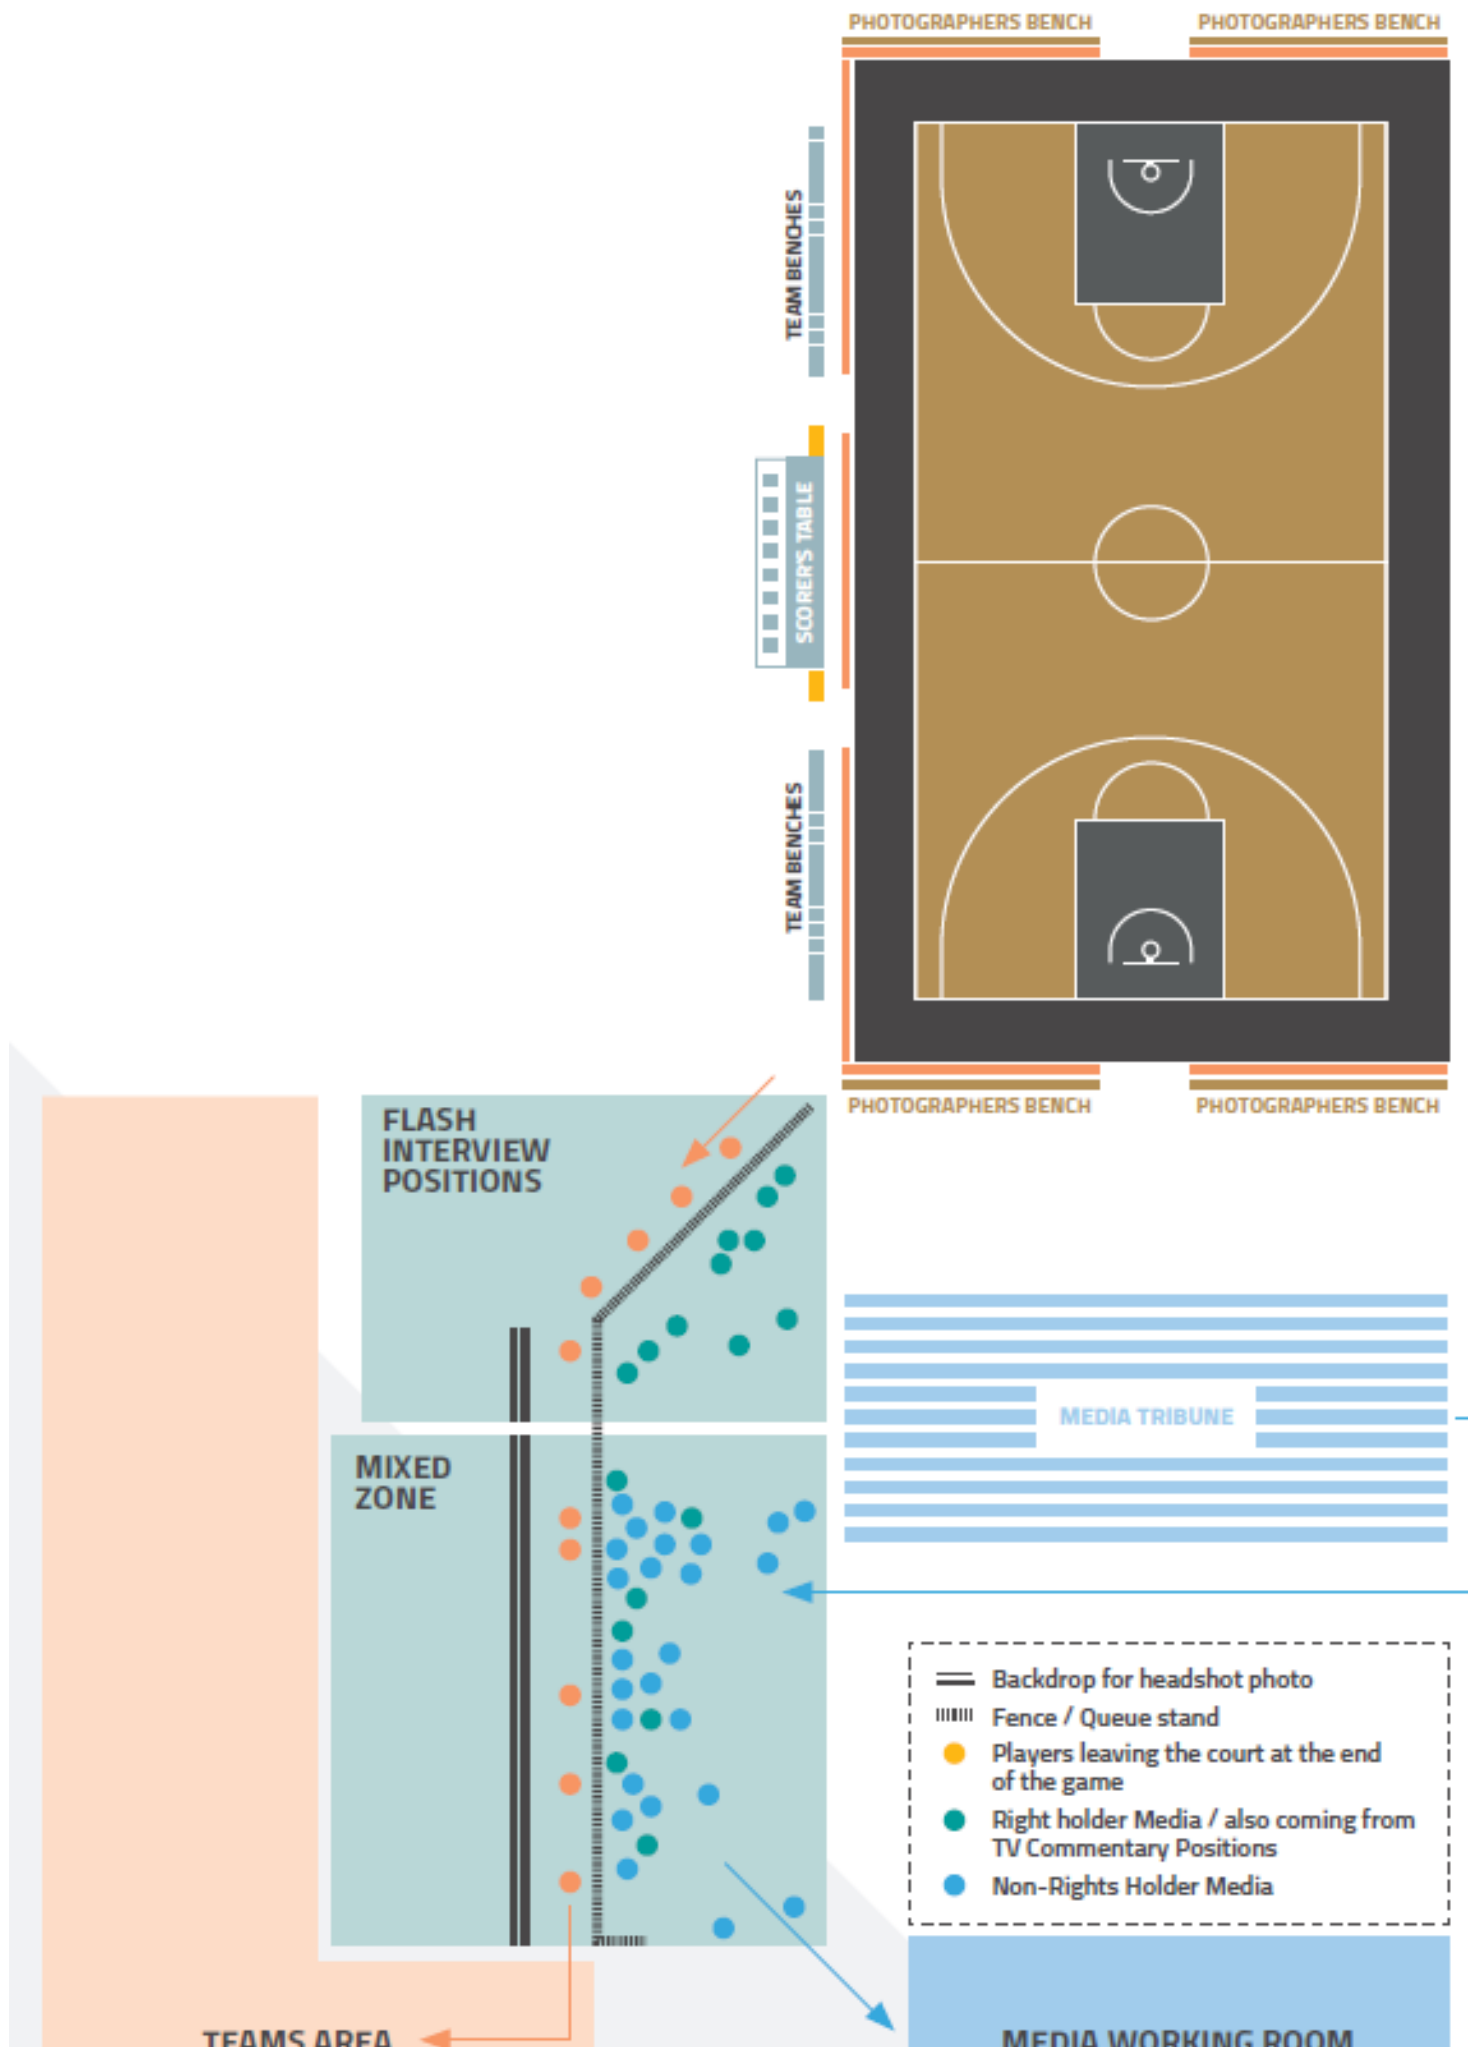 PHOTOGRAPHERS BENCH
PHOTOGRAPHERS BENCH
TEAM BENCHES
SCORER'S TABLE
TEAM BENCHES
PHOTOGRAPHERS BENCH
PHOTOGRAPHERS BENCH
FLASH
INTERVIEW
POSITIONS
MEDIA TRIBUNE
MIXED
ZONE
Backdrop for headshot photo
Fence / Queue stand
Players leaving the court at the end
of the game
Right holder Media / also coming from
TV Commentary Positions
Non-Rights Holder Media
TEAMS AREA
MEDIA WORKING ROOM